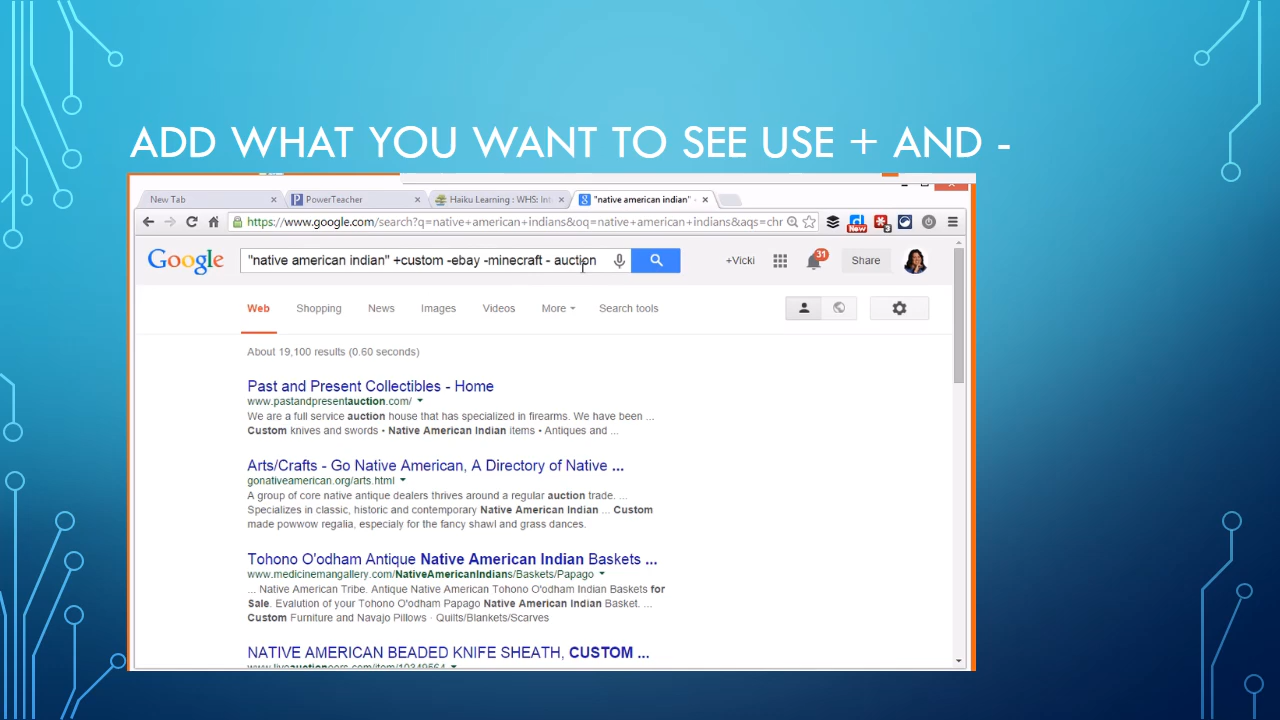 ADD WHAT YOU WANT TO SEE USE + AND -
New Tab
PowerTeacher
Haiku Learning : WHS: Int
"native american indian" -
https://www.google.com/search?q=native+american+indians&oq=native+american+indians&aqs=chr
New
3
Google
"native american indian" +custom -ebay -minecraft - auction
+Vicki
31
Share
Web
Shopping
News
Images
Videos
More
Search tools
About 19,100 results (0.60 seconds)
Past and Present Collectibles - Home
www.pastandpresentauction.com/
We are a full service auction house that has specialized in firearms. We have been ...
Custom knives and swords • Native American Indian items • Antiques and ...
Arts/Crafts - Go Native American, A Directory of Native ...
gonativeamerican.org/arts.html
A group of core native antique dealers thrives around a regular auction trade. ...
Specializes in classic, historic and contemporary Native American Indian ... Custom
made powwow regalia, especialy for the fancy shawl and grass dances.
Tohono O'odham Antique Native American Indian Baskets ...
www.medicinemangallery.com/NativeAmericanIndians/Baskets/Papago
... Native American Tribe. Antique Native American Tohono O'odham Indian Baskets for
Sale. Evalution of your Tohono O'odham Papago Native American Indian Basket. ...
Custom Furniture and Navajo Pillows · Quilts/Blankets/Scarves
NATIVE AMERICAN BEADED KNIFE SHEATH, CUSTOM ...
www.liveauctioneers.com/item/10349564